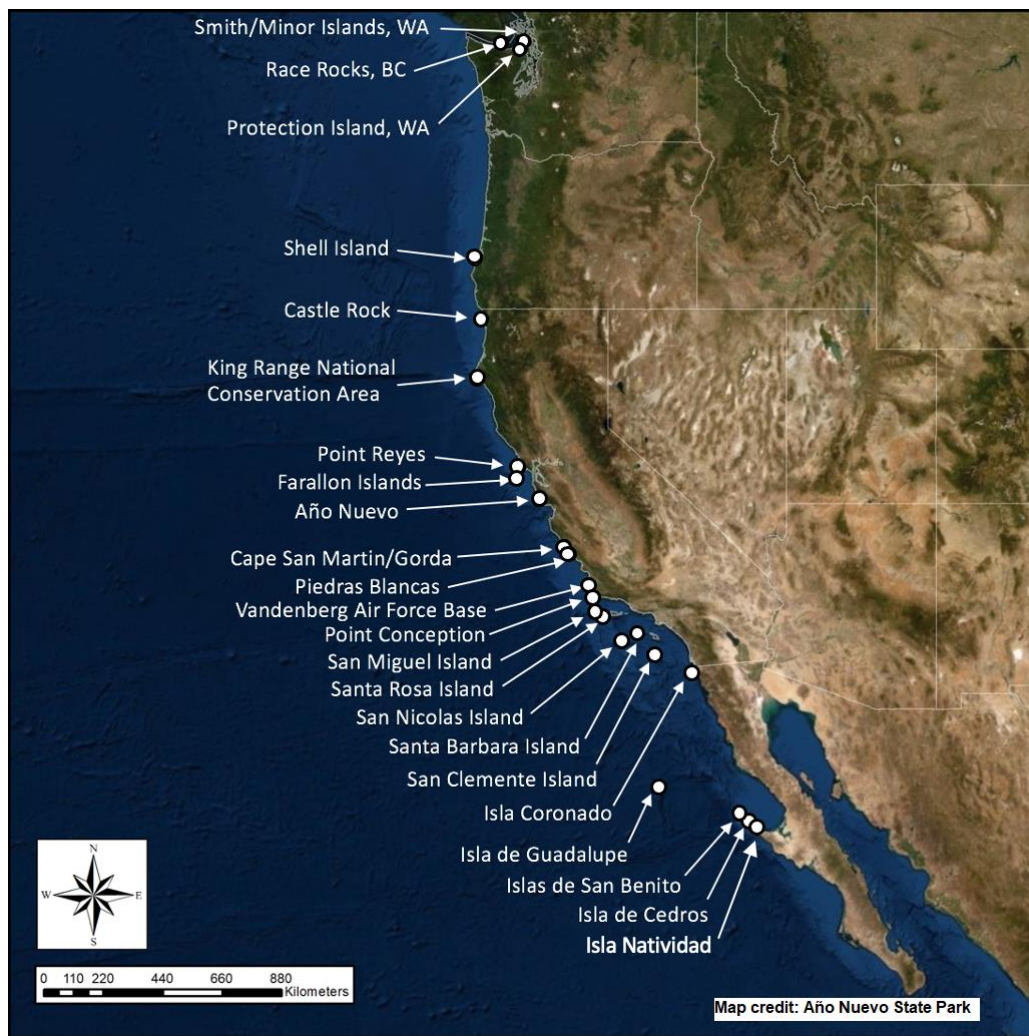 Smith/Minor Islands, WA
Race Rocks, BC
Protection Island, WA
Shell Island
Castle Rock
King Range National
Conservation Area
Point Reyes
Farallon Islands
Año Nuevo
Cape San Martin/Gorda
Piedras Blancas
Vandenberg Air Force Base
Point Conception
San Miguel Island
Santa Rosa Island
San Nicolas Island
Santa Barbara Island
San Clemente Island
Isla Coronado
Isla de Guadalupe
Islas de San Benito
Isla de Cedros
Isla Natividad
N
W E
S
0 110 220 440 660 880
Kilometers
Map credit: Año Nuevo State Park